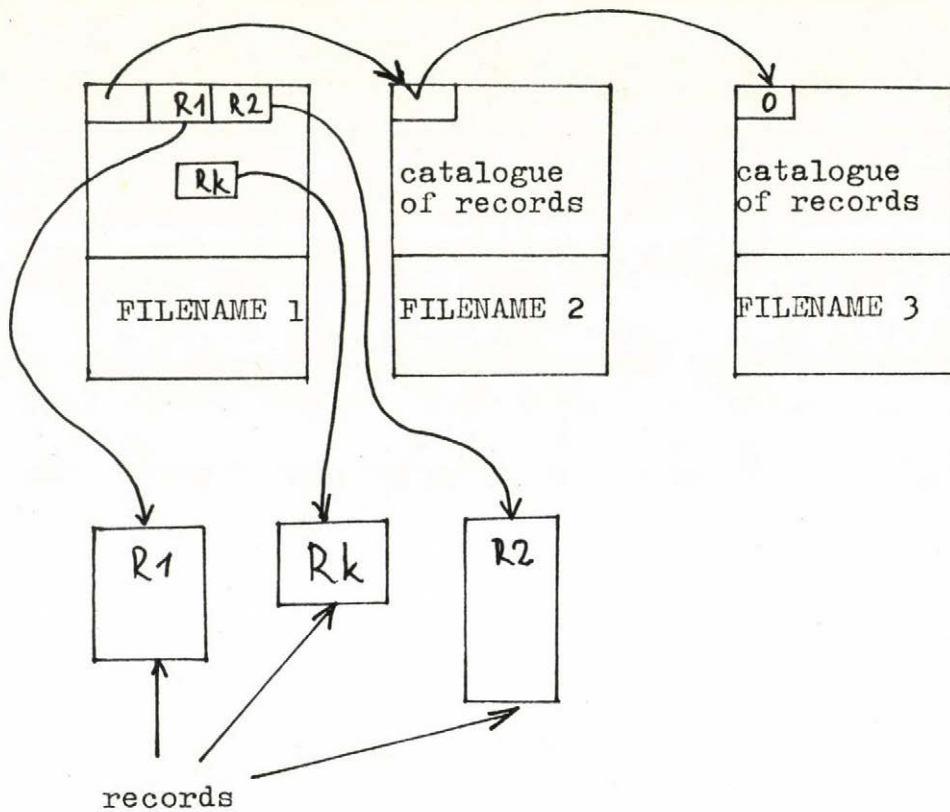 R1 R2
0
Rk
catalogue
of records
catalogue
of records
FILENAME 1
FILENAME 2
FILENAME 3
R1
Rk
R2
records